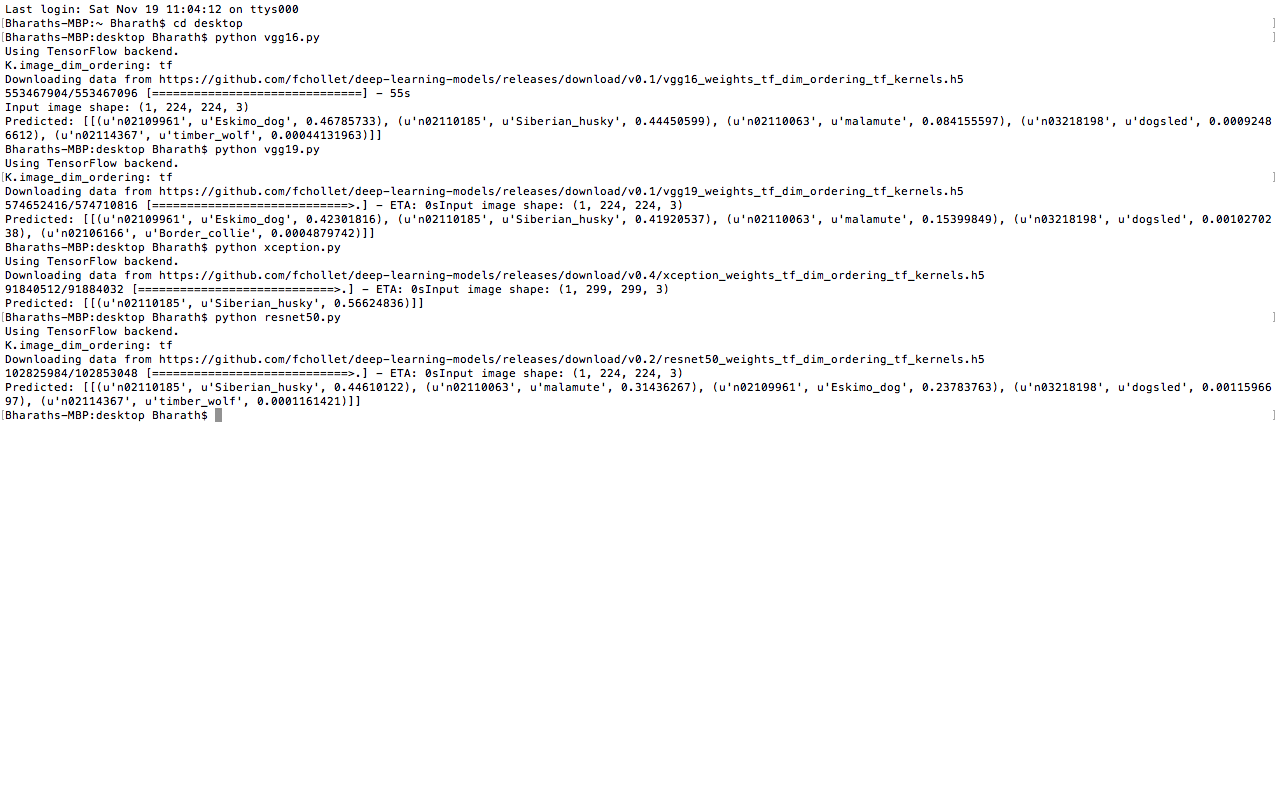 Last login: Sat Nov 19 11:04:12 on ttys000
[Bharaths-MBP:~ Bharath$ cd desktop ]
[Bharaths-MBP:desktop Bharath$ python vgg16.py ]
Using TensorFlow backend.
K.image_dim_ordering: tf
Downloading data from https://github.com/fchollet/deep-learning-models/releases/download/v0.1/vgg16_weights_tf_dim_ordering_tf_kernels.h5
553467904/553467096 [==============================] - 55s
Input image shape: (1, 224, 224, 3)
Predicted: [[(u'n02109961', u'Eskimo_dog', 0.46785733), (u'n02110185', u'Siberian_husky', 0.44450599), (u'n02110063', u'malamute', 0.084155597), (u'n03218198', u'dogsled', 0.0009248
6612), (u'n02114367', u'timber_wolf', 0.00044131963)]]
Bharaths-MBP:desktop Bharath$ python vgg19.py
Using TensorFlow backend.
[K.image_dim_ordering: tf ]
Downloading data from https://github.com/fchollet/deep-learning-models/releases/download/v0.1/vgg19_weights_tf_dim_ordering_tf_kernels.h5
574652416/574710816 [============================>.] - ETA: 0sInput image shape: (1, 224, 224, 3)
Predicted: [[(u'n02109961', u'Eskimo_dog', 0.42301816), (u'n02110185', u'Siberian_husky', 0.41920537), (u'n02110063', u'malamute', 0.15399849), (u'n03218198', u'dogsled', 0.00102702
38), (u'n02106166', u'Border_collie', 0.0004879742)]]
Bharaths-MBP:desktop Bharath$ python xception.py
Using TensorFlow backend.
Downloading data from https://github.com/fchollet/deep-learning-models/releases/download/v0.4/xception_weights_tf_dim_ordering_tf_kernels.h5
91840512/91884032 [============================>.] - ETA: 0sInput image shape: (1, 299, 299, 3)
Predicted: [[(u'n02110185', u'Siberian_husky', 0.56624836)]]
[Bharaths-MBP:desktop Bharath$ python resnet50.py ]
Using TensorFlow backend.
K.image_dim_ordering: tf
Downloading data from https://github.com/fchollet/deep-learning-models/releases/download/v0.2/resnet50_weights_tf_dim_ordering_tf_kernels.h5
102825984/102853048 [============================>.] - ETA: 0sInput image shape: (1, 224, 224, 3)
Predicted: [[(u'n02110185', u'Siberian_husky', 0.44610122), (u'n02110063', u'malamute', 0.31436267), (u'n02109961', u'Eskimo_dog', 0.23783763), (u'n03218198', u'dogsled', 0.00115966
97), (u'n02114367', u'timber_wolf', 0.0001161421)]]
[Bharaths-MBP:desktop Bharath$ ]